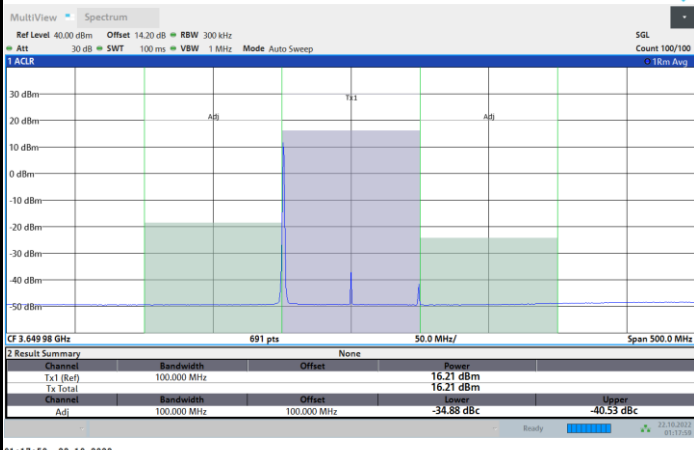 MultiView Spectrum
Ref Level 40.00 dBm Offset 14.20 dB RBW 300 kHz SGL
Att 30 dB SWT 100 ms VBW 1 MHz Mode Auto Sweep Count 100/100
1 ACLR 1Rm Avg
30 dBm
Tx1
20 dBm Adj Adj
10 dBm
0 dBm
-10 dBm
-20 dBm
-30 dBm
-40 dBm
-50 dBm
CF 3.649 98 GHz 691 pts 50.0 MHz/ Span 500.0 MHz
2 Result Summary None
Channel Bandwidth Offset Power
Tx1 (Ref) 100.000 MHz 16.21 dBm
Tx Total 16.21 dBm
Channel Bandwidth Offset Lower Upper
Adj 100.000 MHz 100.000 MHz -34.88 dBc -40.53 dBc
Ready 22.10.2022
01:17:58